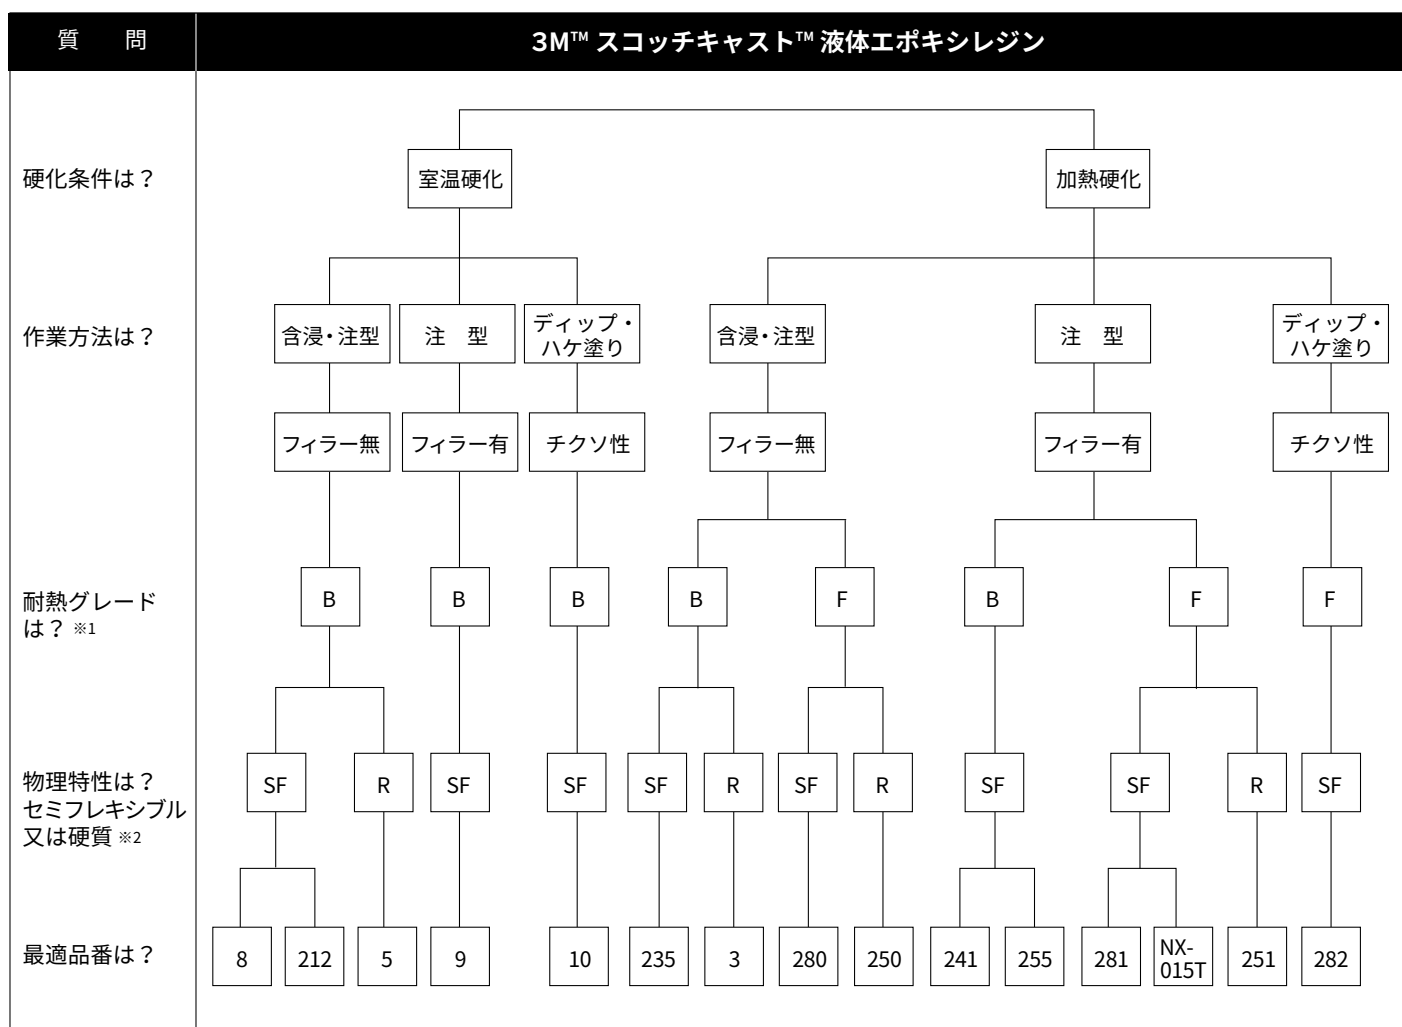 質　　問
3M™ スコッチキャスト™ 液体エポキシレジン
硬化条件は？
室温硬化
加熱硬化
作業方法は？
含浸・注型
注　型
ディップ・
ハケ塗り
含浸・注型
注　型
ディップ・
ハケ塗り
フィラー無
フィラー有
チクソ性
フィラー無
フィラー有
チクソ性
耐熱グレード
は？ ※1
B
B
B
B
F
B
F
F
物理特性は？
セミフレキシブル
又は硬質 ※2
SF
R
SF
SF
SF
R
SF
R
SF
SF
R
SF
最適品番は？
8
212
5
9
10
235
3
280
250
241
255
281
NX-
015T
251
282